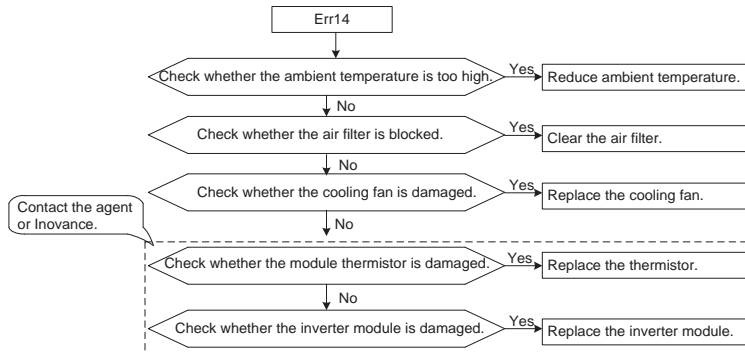 Err14
Check whether the ambient temperature is too high.
Yes
Reduce ambient temperature.
No
Check whether the air filter is blocked.
Yes
Clear the air filter.
No
Check whether the cooling fan is damaged.
Yes
Replace the cooling fan.
Contact the agent
or Inovance.
No
Check whether the module thermistor is damaged.
Yes
Replace the thermistor.
No
Check whether the inverter module is damaged.
Yes
Replace the inverter module.